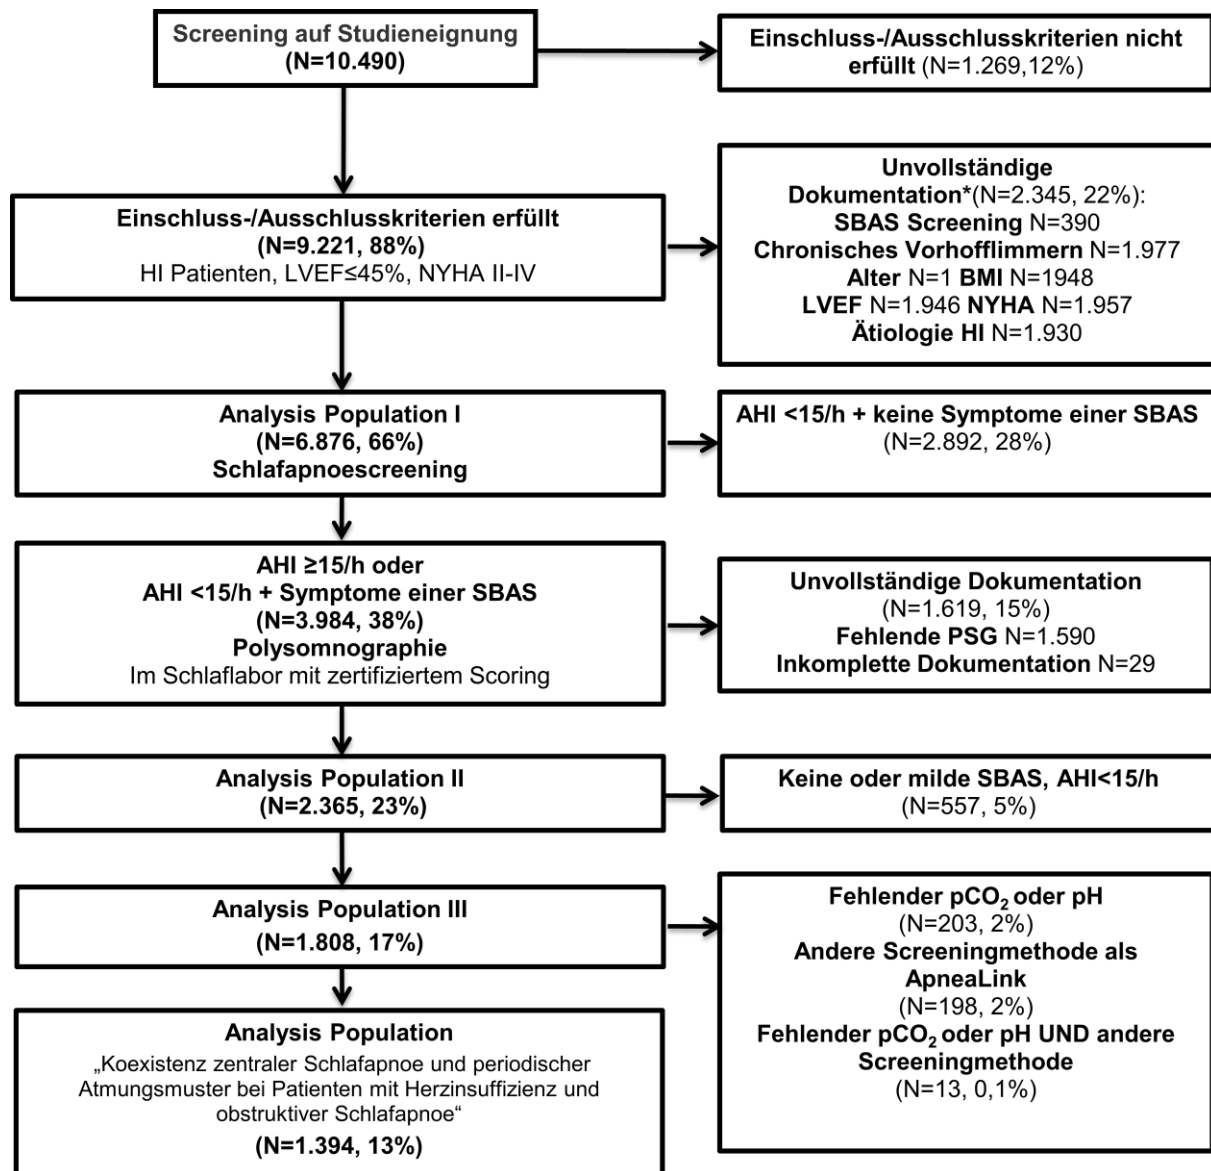 Screening auf Studieneignung
(N=10.490)
Einschluss-/Ausschlusskriterien nicht
erfüllt (N=1.269,12%)
Einschluss-/Ausschlusskriterien erfüllt
(N=9.221, 88%)
HI Patienten, LVEF≤45%, NYHA II-IV
Unvollständige
Dokumentation*(N=2.345, 22%):
SBAS Screening N=390
Chronisches Vorhofflimmern N=1.977
Alter N=1 BMI N=1948
LVEF N=1.946 NYHA N=1.957
Ätiologie HI N=1.930
Analysis Population I
(N=6.876, 66%)
Schlafapnoescreening
AHI <15/h + keine Symptome einer SBAS
(N=2.892, 28%)
AHI ≥15/h oder
AHI <15/h + Symptome einer SBAS
(N=3.984, 38%)
Polysomnographie
Im Schlaflabor mit zertifiziertem Scoring
Unvollständige Dokumentation
(N=1.619, 15%)
Fehlende PSG N=1.590
Inkomplette Dokumentation N=29
Analysis Population II
(N=2.365, 23%)
Keine oder milde SBAS, AHI<15/h
(N=557, 5%)
Analysis Population III
(N=1.808, 17%)
Fehlender pCO₂ oder pH
(N=203, 2%)
Andere Screeningmethode als
ApneaLink
(N=198, 2%)
Fehlender pCO₂ oder pH UND andere
Screeningmethode
(N=13, 0,1%)
Analysis Population
„Koexistenz zentraler Schlafapnoe und periodischer
Atmungsmuster bei Patienten mit Herzinsuffizienz und
obstruktiver Schlafapnoe“
(N=1.394, 13%)